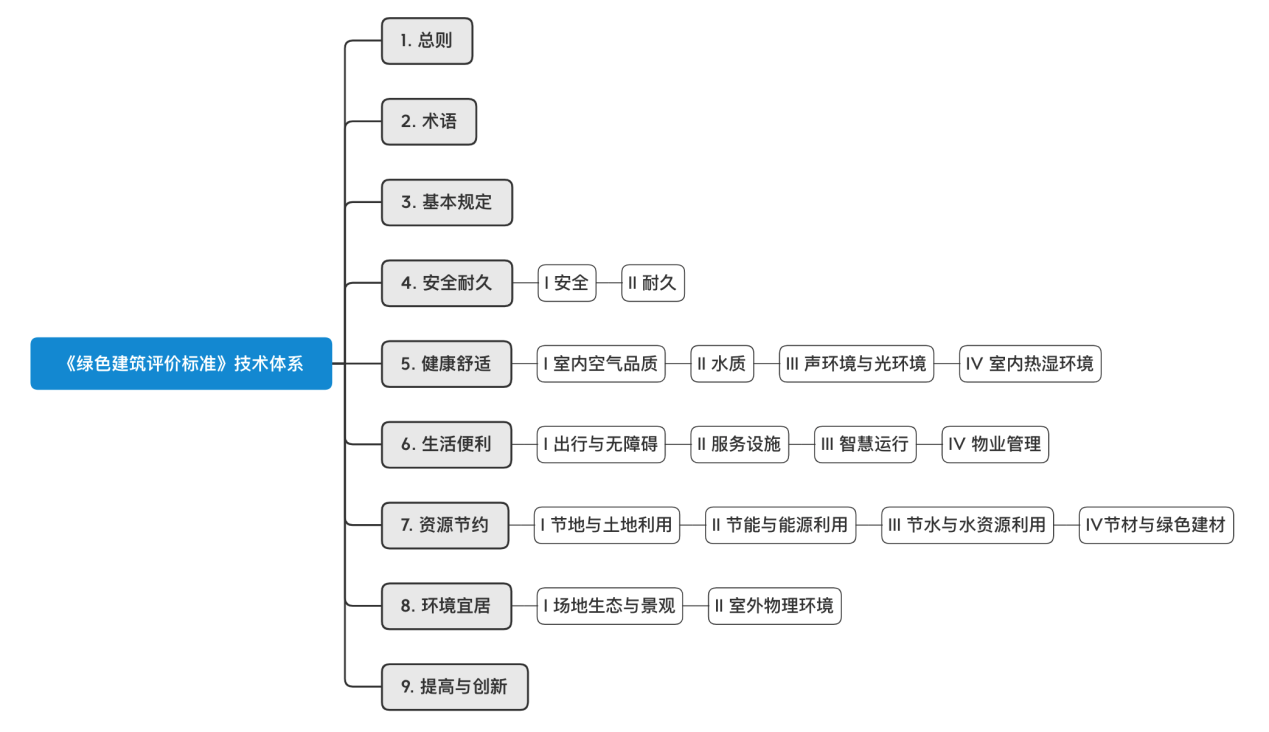 《绿色建筑评价标准》技术体系
1. 总则
2. 术语
3. 基本规定
4. 安全耐久
I 安全
II 耐久
5. 健康舒适
I 室内空气品质
II 水质
III 声环境与光环境
IV 室内热湿环境
6. 生活便利
I 出行与无障碍
II 服务设施
III 智慧运行
IV 物业管理
7. 资源节约
I 节地与土地利用
II 节能与能源利用
III 节水与水资源利用
IV节材与绿色建材
8. 环境宜居
I 场地生态与景观
II 室外物理环境
9. 提高与创新